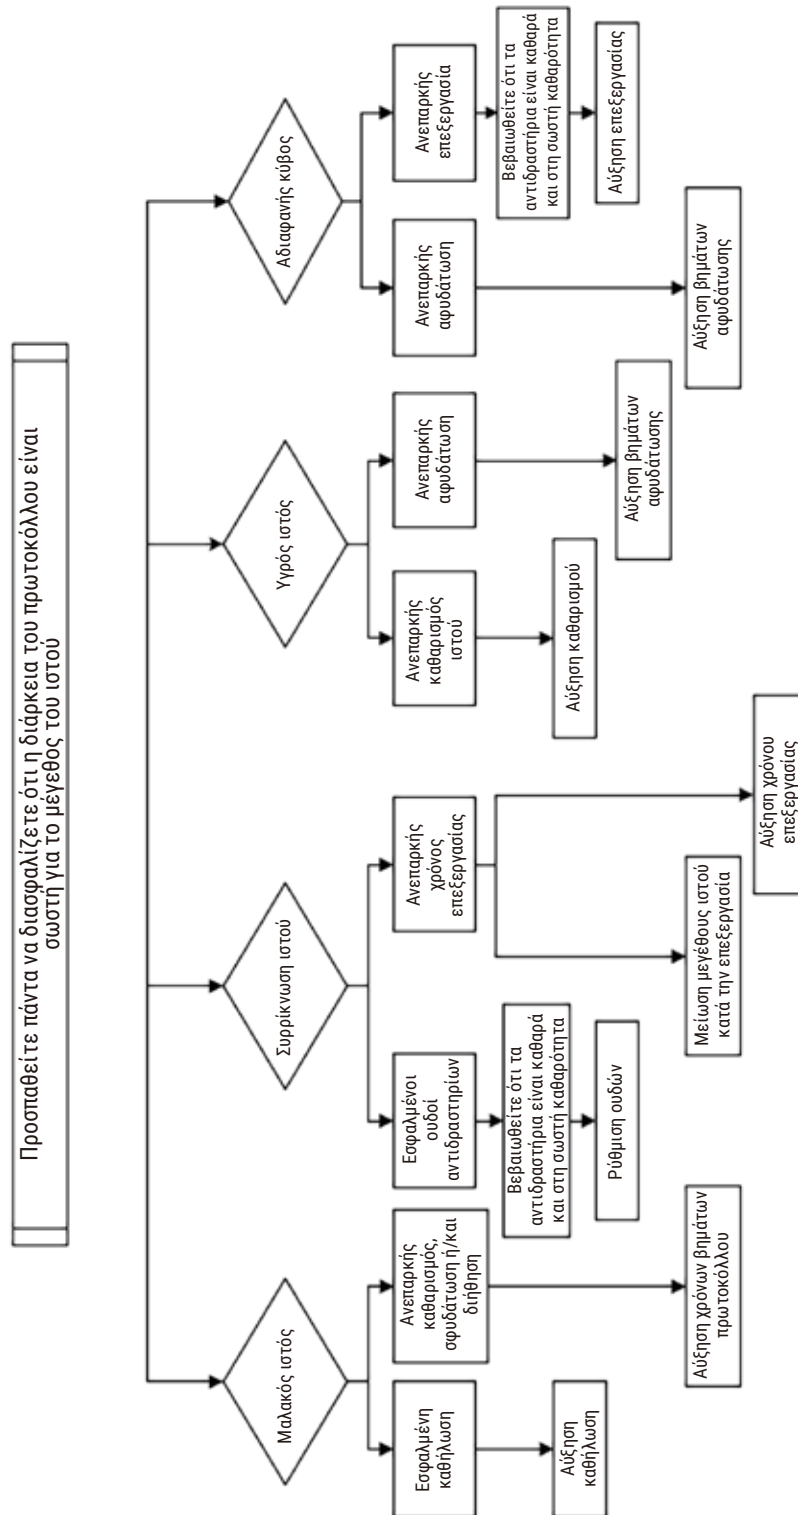 Προσπαθείτε πάντα να διασφαλίζετε ότι η διάρκεια του πρωτοκόλλου είναι
σωστή για το μέγεθος του ιστού
Μαλακός ιστός
Συρρίκνωση ιστού
Υγρός ιστός
Αδιαφανής κύβος
Εσφαλμένη
καθήλωση
Ανεπαρκής
καθαρισμός,
αφυδάτωση ή/και
διήθηση
Εσφαλμένοι
ουδοί
αντιδραστηρίων
Ανεπαρκής
χρόνος
επεξεργασίας
Ανεπαρκής
καθαρισμός
ιστού
Ανεπαρκής
αφυδάτωση
Ανεπαρκής
αφυδάτωση
Ανεπαρκής
επεξεργασία
Βεβαιωθείτε ότι τα
αντιδραστήρια είναι καθαρά
και στη σωστή καθαρότητα
Βεβαιωθείτε ότι τα
αντιδραστήρια είναι καθαρά
και στη σωστή καθαρότητα
Αύξηση
καθήλωση
Ρύθμιση ουδών
Αύξηση καθαρισμού
Αύξηση επεξεργασίας
Αύξηση βημάτων
αφυδάτωσης
Αύξηση χρόνων βημάτων
πρωτοκόλλου
Μείωση μεγέθους ιστού
κατά την επεξεργασία
Αύξηση βημάτων
αφυδάτωσης
Αύξηση χρόνου
επεξεργασίας